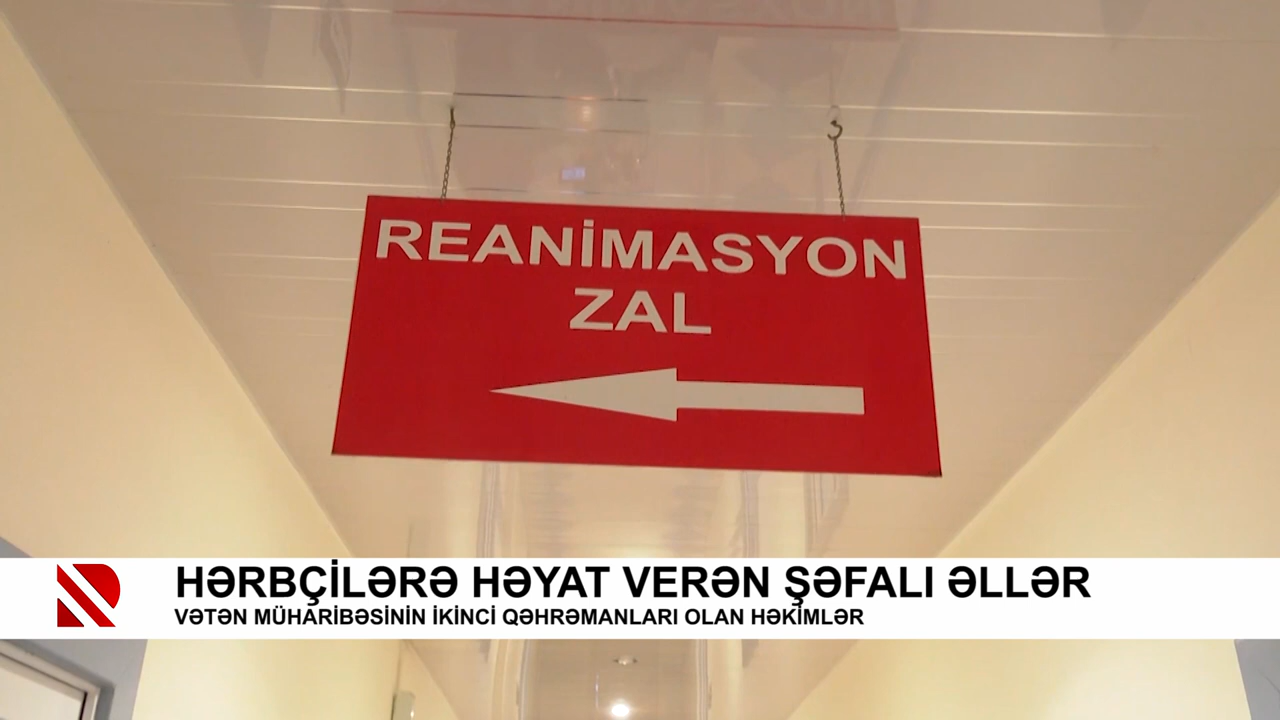 REANİMASYON
ZAL
HƏRBÇİLƏRƏ HƏYAT VERƏN ŞƏFALI ƏLLƏR
VƏTƏN MÜHARİBƏSİNİN İKİNCİ QƏHRƏMANLARI OLAN HƏKİMLƏR